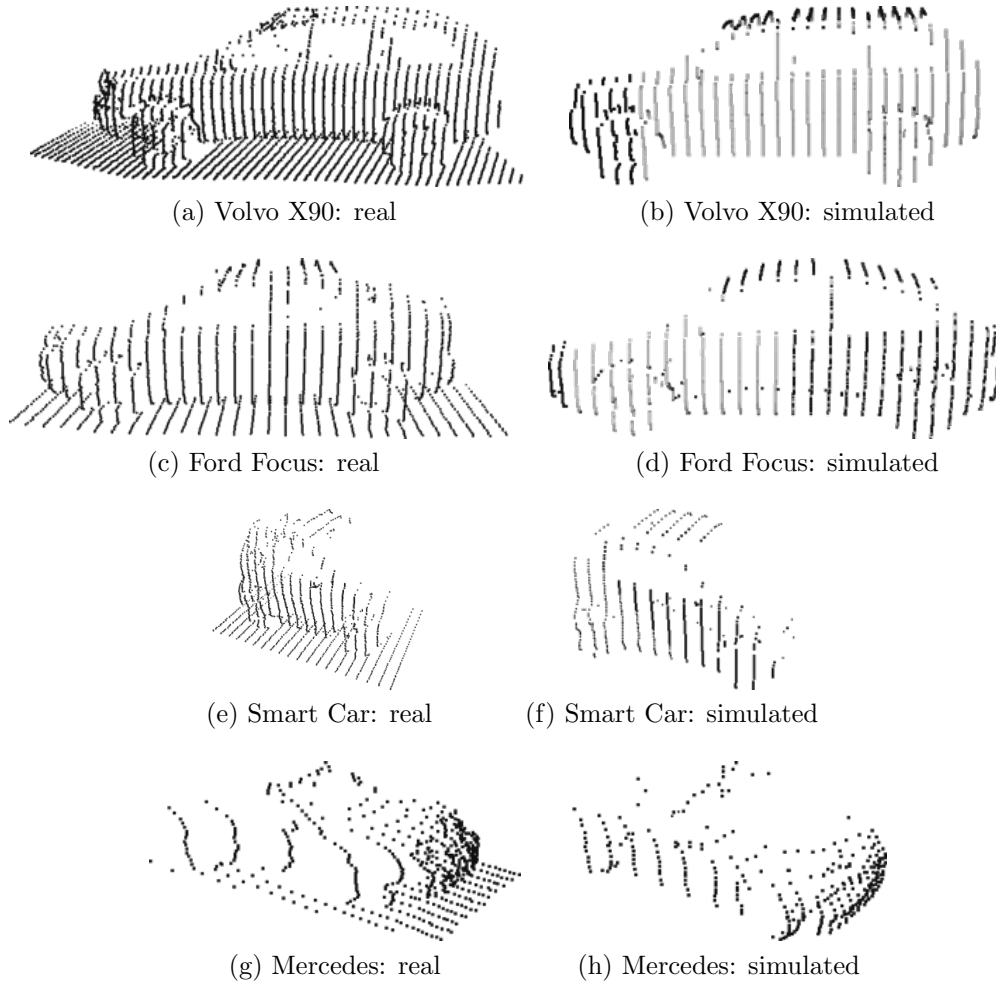 (a) Volvo X90: real
(b) Volvo X90: simulated
(c) Ford Focus: real
(d) Ford Focus: simulated
(e) Smart Car: real
(f) Smart Car: simulated
(g) Mercedes: real
(h) Mercedes: simulated